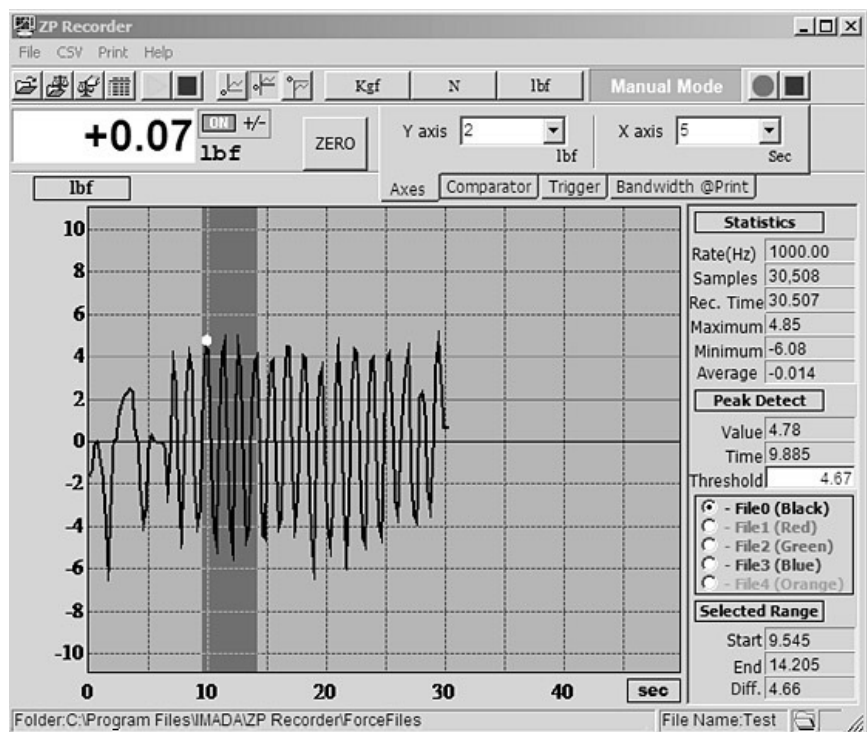 ZP Recorder
File CSV Print Help
Kgf N lbf Manual Mode
+0.07 ON +/- lbf ZERO Y axis 2 lbf X axis 5 Sec
Axes Comparator Trigger Bandwidth @Print
lbf
10
8
6
4
2
0
-2
-4
-6
-8
-10
0 10 20 30 40 sec
Statistics
Rate(Hz) 1000.00
Samples 30,508
Rec. Time 30.507
Maximum 4.85
Minimum -6.08
Average -0.014
Peak Detect
Value 4.78
Time 9.885
Threshold 4.67
- File0 (Black)
- File1 (Red)
- File2 (Green)
- File3 (Blue)
- File4 (Orange)
Selected Range
Start 9.545
End 14.205
Diff. 4.66
Folder:C:\Program Files\IMADA\ZP Recorder\ForceFiles File Name:Test